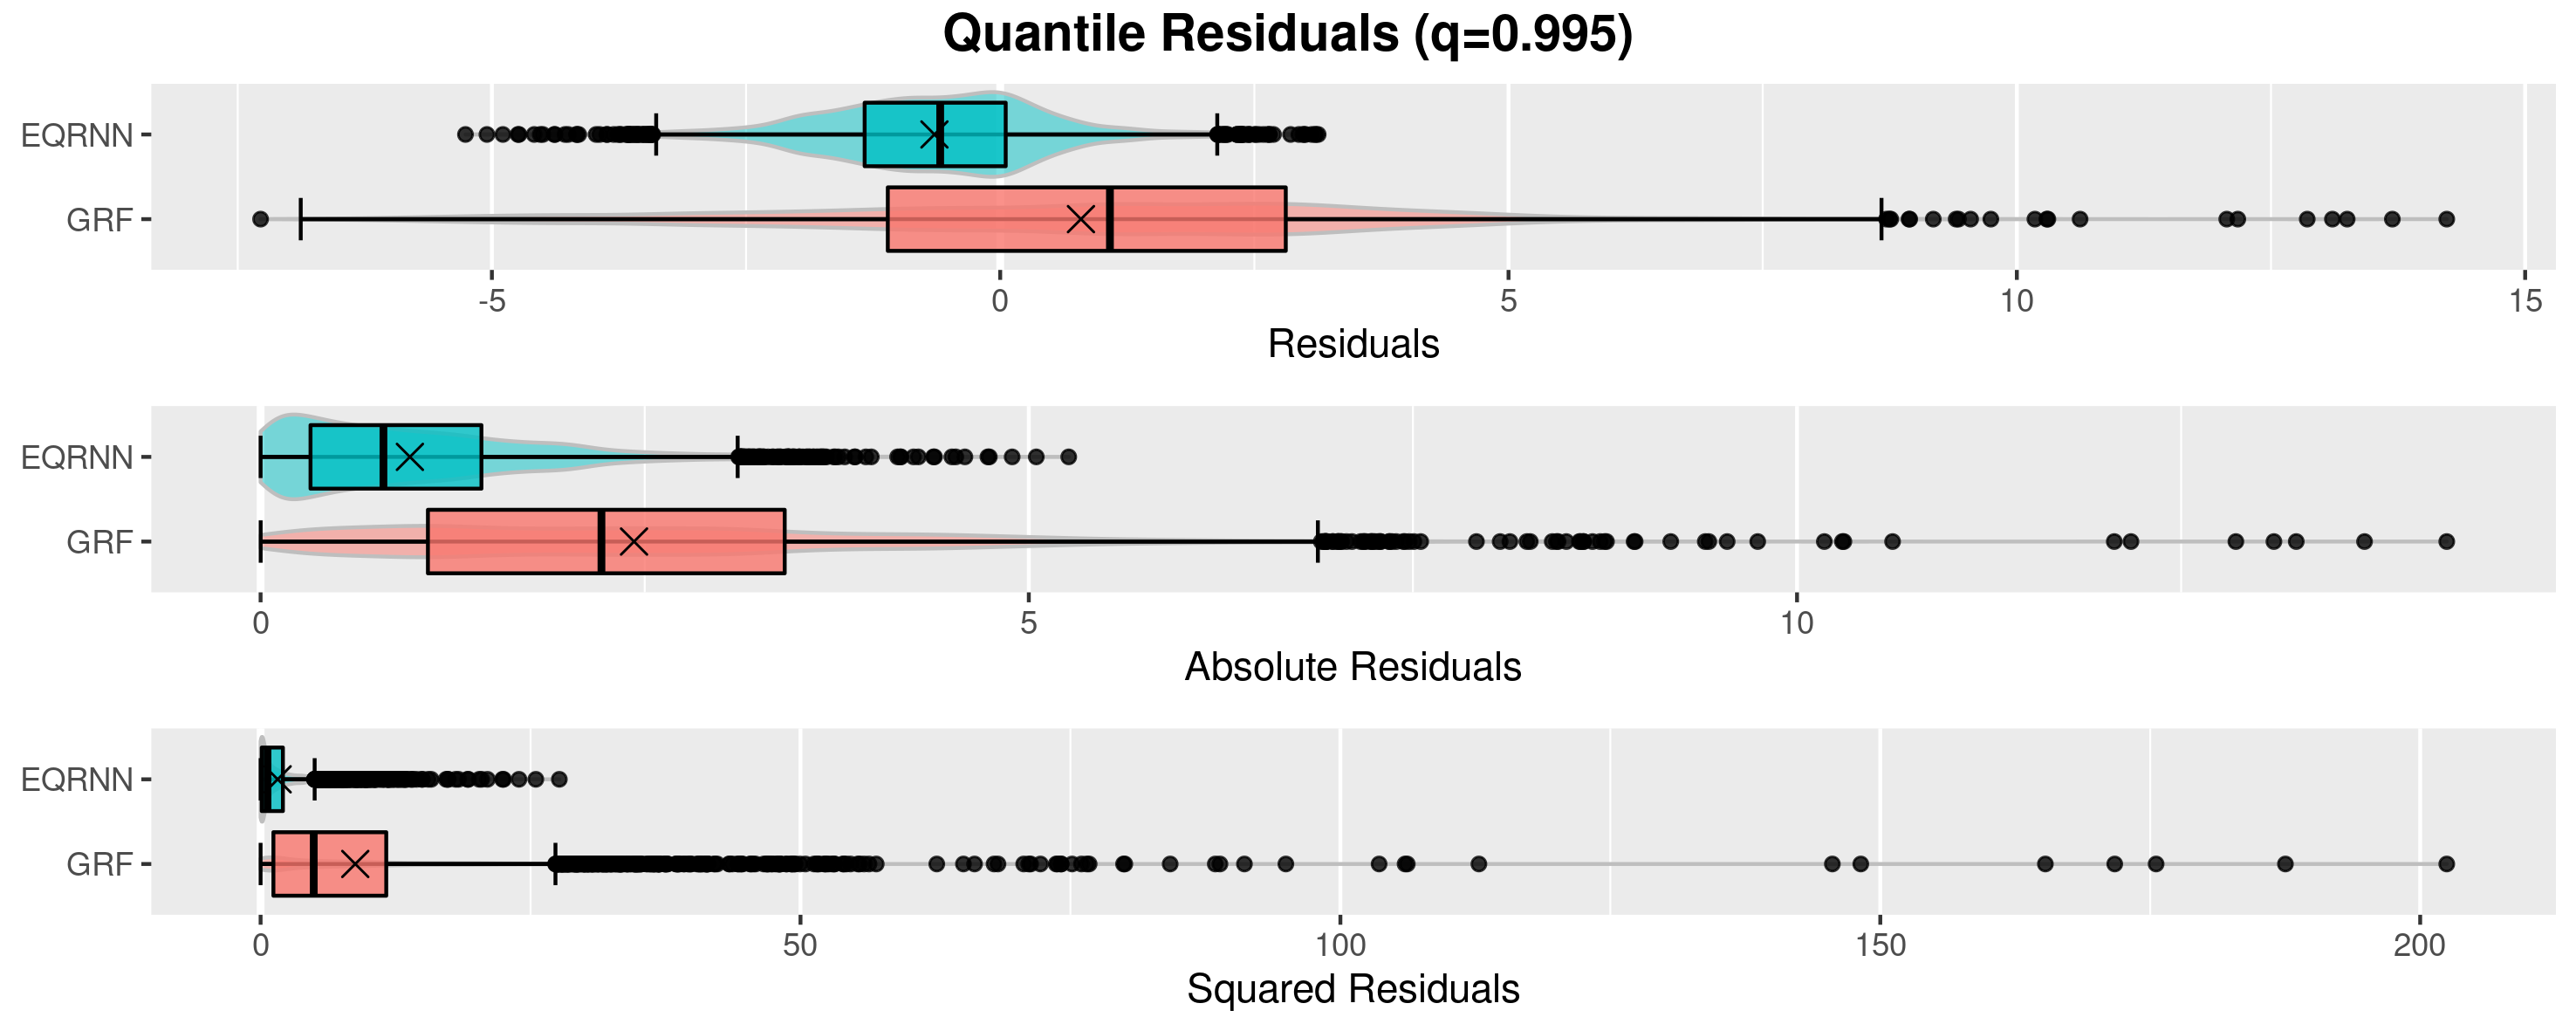 Quantile Residuals (q=0.995)
EQRNN
GRF
-5 0 5 10 15
Residuals
EQRNN
GRF
0 5 10
Absolute Residuals
EQRNN
GRF
0 50 100 150 200
Squared Residuals